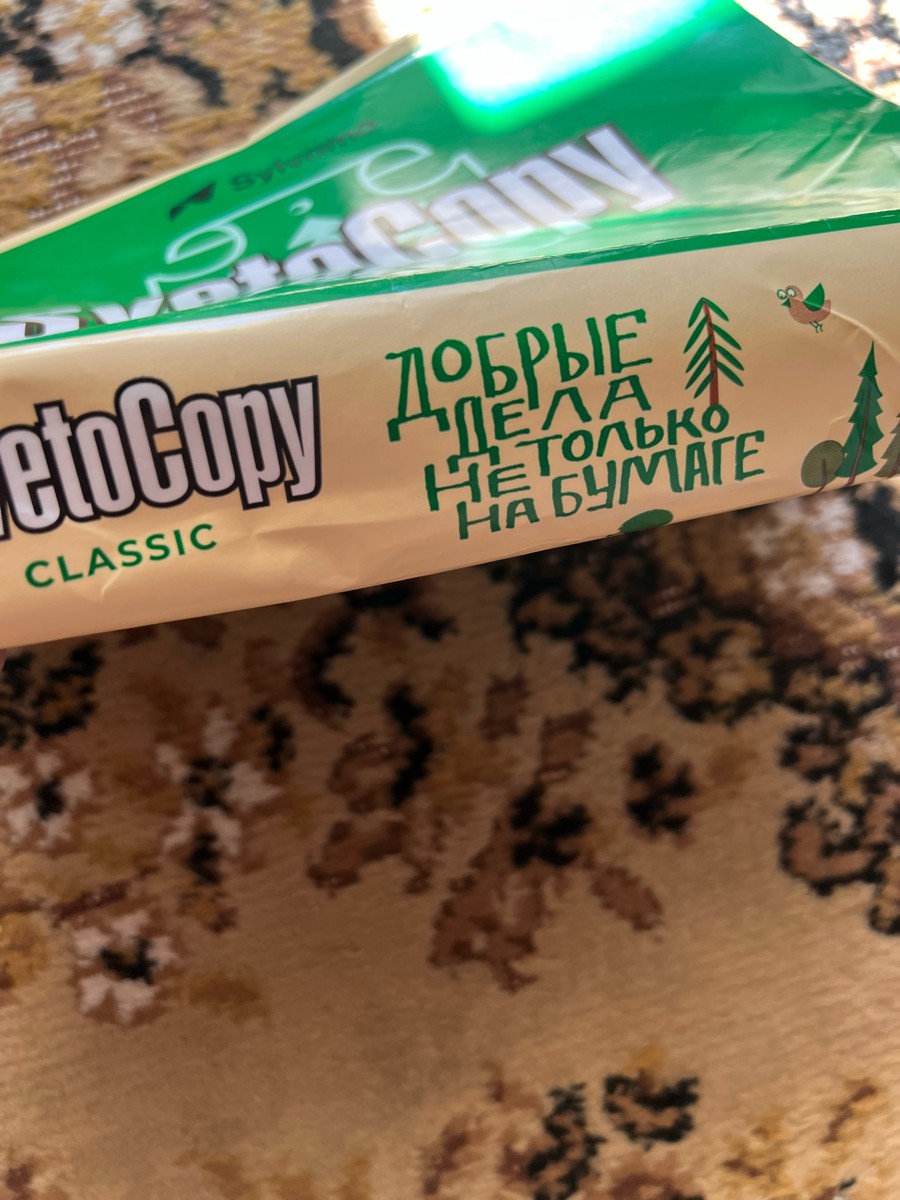 Sylvamo
SvetoCopy
vetoCopy
CLASSIC
ДОБРЫЕ
ДЕЛА
НЕ ТОЛЬКО
НА БУМАГЕ